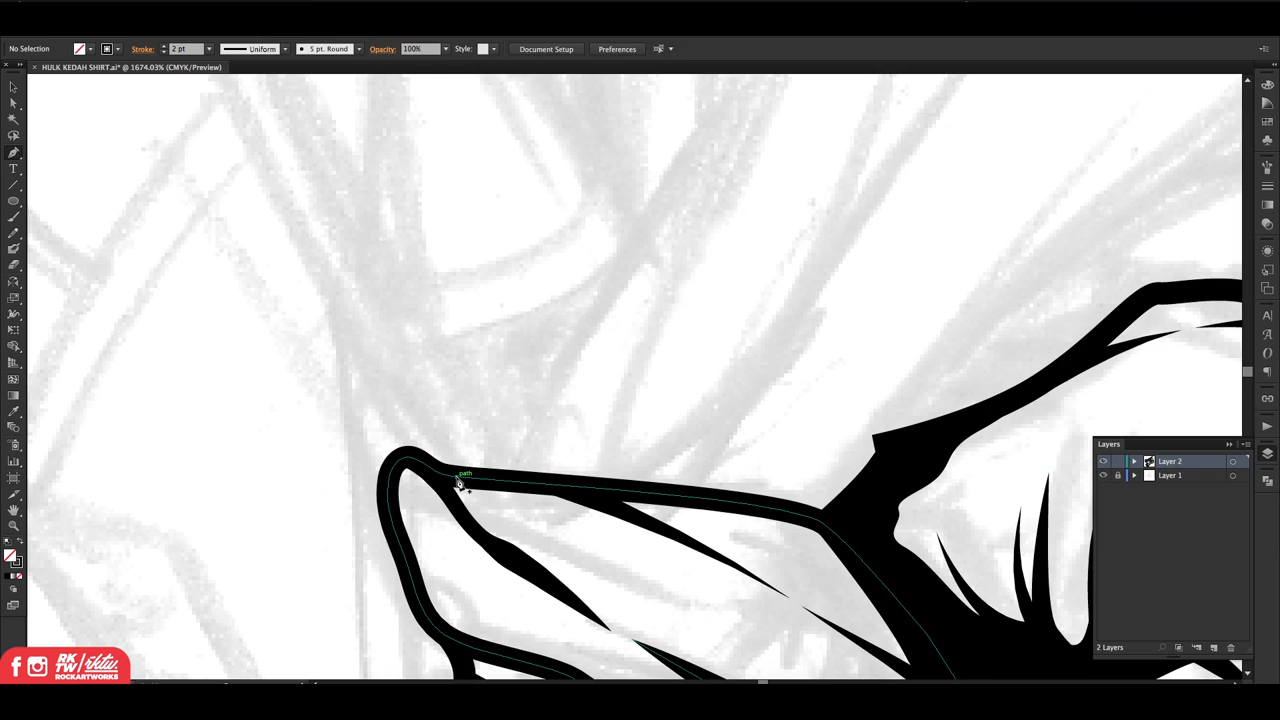 No Selection Stroke: 2 pt Uniform 5 pt. Round Opacity: 100% Style: Document Setup Preferences
HULK KEDAH SHIRT.ai* @ 1674.03% (CMYK/Preview)
path
Layers
Layer 2
Layer 1
2 Layers
RK
TW/rktw.
ROCKARTWORKS